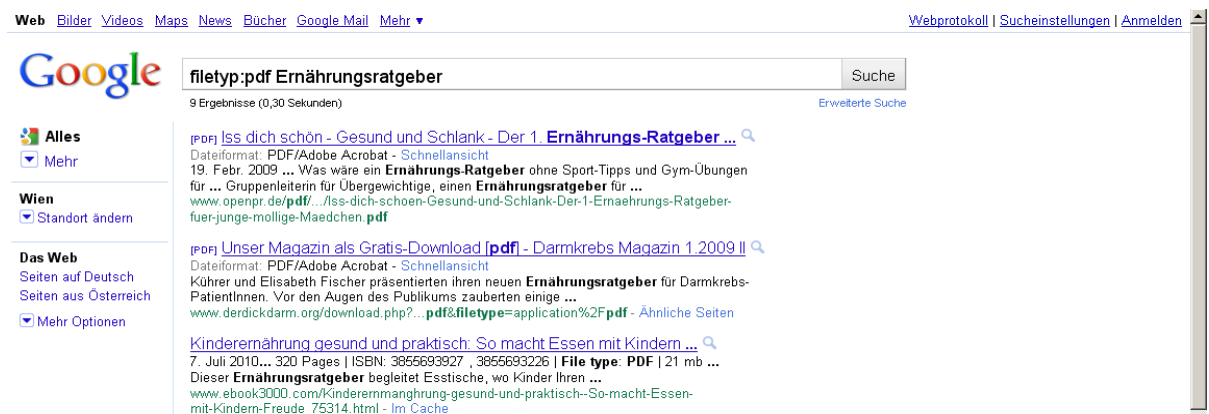 Web Bilder Videos Maps News Bücher Google Mail Mehr ▼ Webprotokoll | Sucheinstellungen | Anmelden
Google
filetyp:pdf Ernährungsratgeber Suche
9 Ergebnisse (0,30 Sekunden) Erweiterte Suche
Alles
Mehr
Wien
Standort ändern
Das Web
Seiten auf Deutsch
Seiten aus Österreich
Mehr Optionen
[PDF] Iss dich schön - Gesund und Schlank - Der 1. Ernährungs-Ratgeber ...
Dateiformat: PDF/Adobe Acrobat - Schnellansicht
19. Febr. 2009 ... Was wäre ein Ernährungs-Ratgeber ohne Sport-Tipps und Gym-Übungen
für ... Gruppenleiterin für Übergewichtige, einen Ernährungsratgeber für ...
www.openpr.de/pdf/.../Iss-dich-schoen-Gesund-und-Schlank-Der-1-Ernaehrungs-Ratgeber-
fuer-junge-mollige-Maedchen.pdf
[PDF] Unser Magazin als Gratis-Download [pdf] - Darmkrebs Magazin 1.2009 II
Dateiformat: PDF/Adobe Acrobat - Schnellansicht
Kührer und Elisabeth Fischer präsentierten ihren neuen Ernährungsratgeber für Darmkrebs-
PatientInnen. Vor den Augen des Publikums zauberten einige ...
www.derdickdarm.org/download.php?...pdf&filetype=application%2Fpdf - Ähnliche Seiten
Kinderernährung gesund und praktisch: So macht Essen mit Kindern ...
7. Juli 2010... 320 Pages | ISBN: 3855693927 , 3855693226 | File type: PDF | 21 mb ...
Dieser Ernährungsratgeber begleitet Esstische, wo Kinder Ihren ...
www.ebook3000.com/Kinderernmanghrung-gesund-und-praktisch--So-macht-Essen-
mit-Kindern-Freude_75314.html - Im Cache